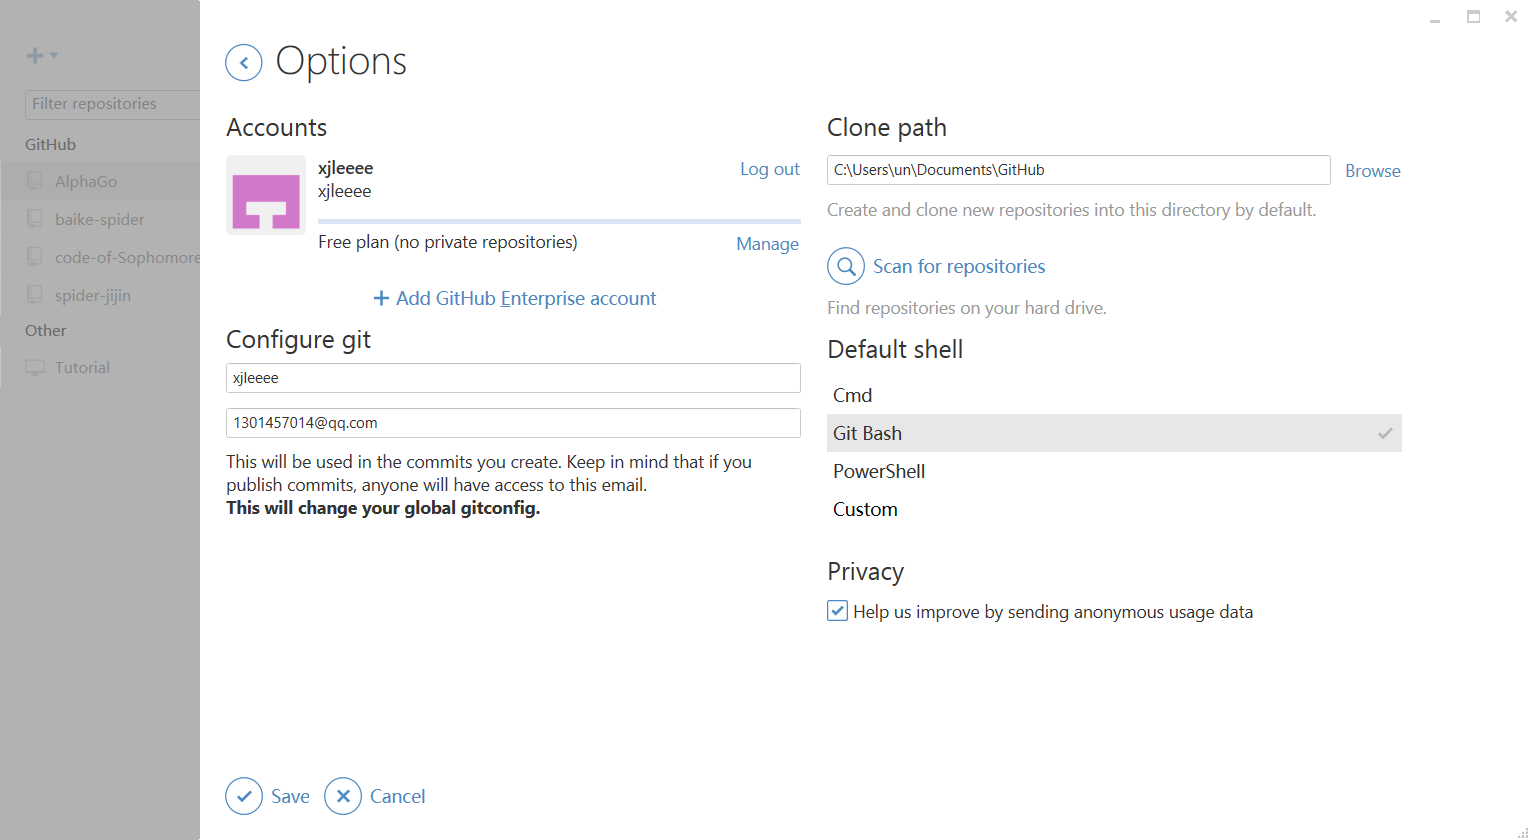 Filter repositories
GitHub
AlphaGo
baike-spider
code-of-Sophomore
spider-jijin
Other
Tutorial
Options
Accounts
xjleeee
Log out
xjleeee
Free plan (no private repositories)
Manage
Add GitHub Enterprise account
Configure git
xjleeee
1301457014@qq.com
This will be used in the commits you create. Keep in mind that if you
publish commits, anyone will have access to this email.
This will change your global gitconfig.
Clone path
C:\Users\un\Documents\GitHub
Browse
Create and clone new repositories into this directory by default.
Scan for repositories
Find repositories on your hard drive.
Default shell
Cmd
Git Bash
PowerShell
Custom
Privacy
Help us improve by sending anonymous usage data
Save
Cancel